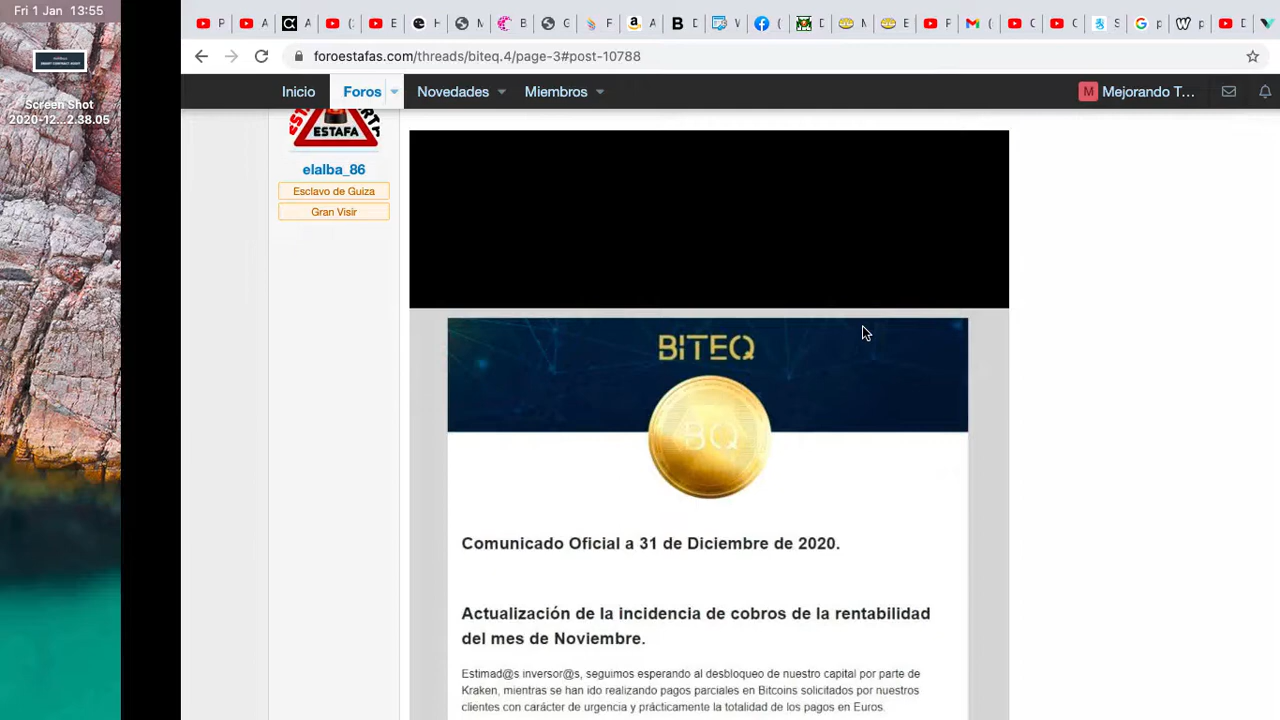 Fri 1 Jan 13:55
Screen Shot
2020-12...2.38.05
P
A
A
(
E
H
M
B
G
F
A
D
V
(
D
M
E
P
(
C
C
S
p
P
D
foroestafas.com/threads/biteq.4/page-3#post-10788
Inicio
Foros
Novedades
Miembros
M
Mejorando T...
ESTAFA
elalba_86
Esclavo de Guiza
Gran Visir
BITEQ
BQ
Comunicado Oficial a 31 de Diciembre de 2020.
Actualización de la incidencia de cobros de la rentabilidad
del mes de Noviembre.
Estimad@s inversor@s, seguimos esperando al desbloqueo de nuestro capital por parte de
Kraken, mientras se han ido realizando pagos parciales en Bitcoins solicitados por nuestros
clientes con carácter de urgencia y prácticamente la totalidad de los pagos en Euros.